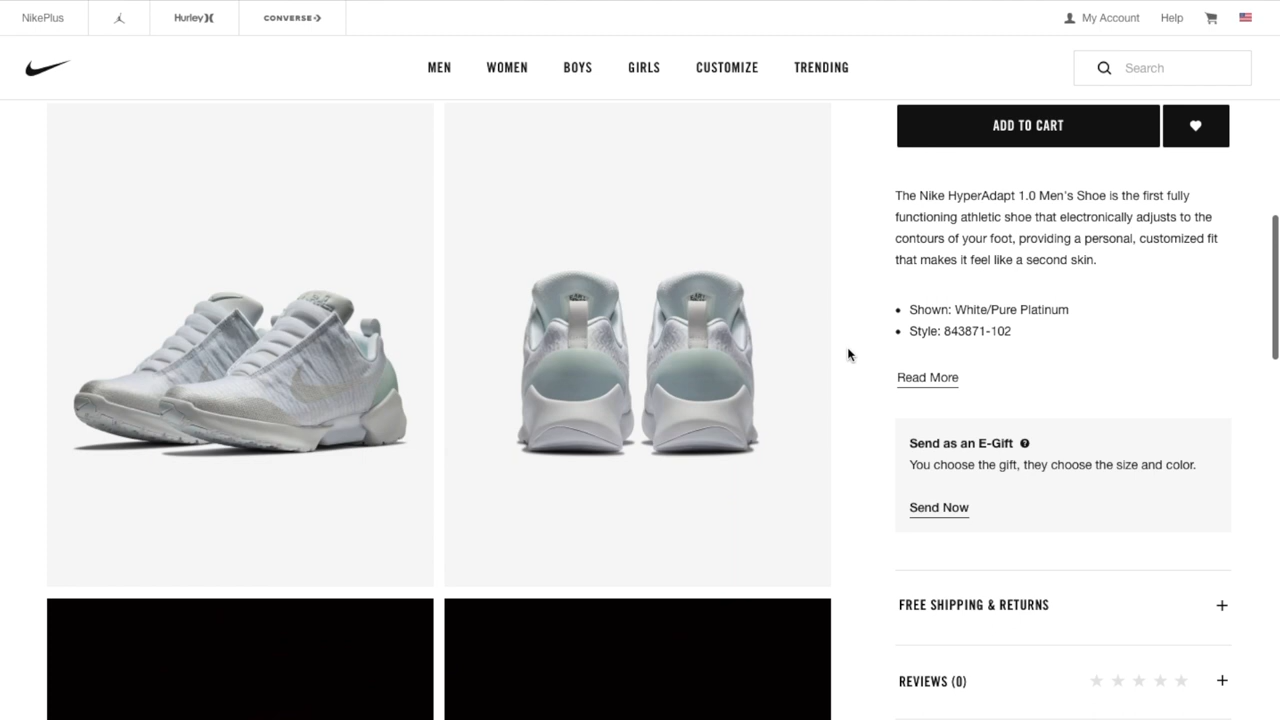 NikePlus
Hurley
CONVERSE
My Account
Help
MEN
WOMEN
BOYS
GIRLS
CUSTOMIZE
TRENDING
Search
ADD TO CART
The Nike HyperAdapt 1.0 Men's Shoe is the first fully
functioning athletic shoe that electronically adjusts to the
contours of your foot, providing a personal, customized fit
that makes it feel like a second skin.
• Shown: White/Pure Platinum
• Style: 843871-102
Read More
Send as an E-Gift ?
You choose the gift, they choose the size and color.
Send Now
FREE SHIPPING & RETURNS +
REVIEWS (0) +